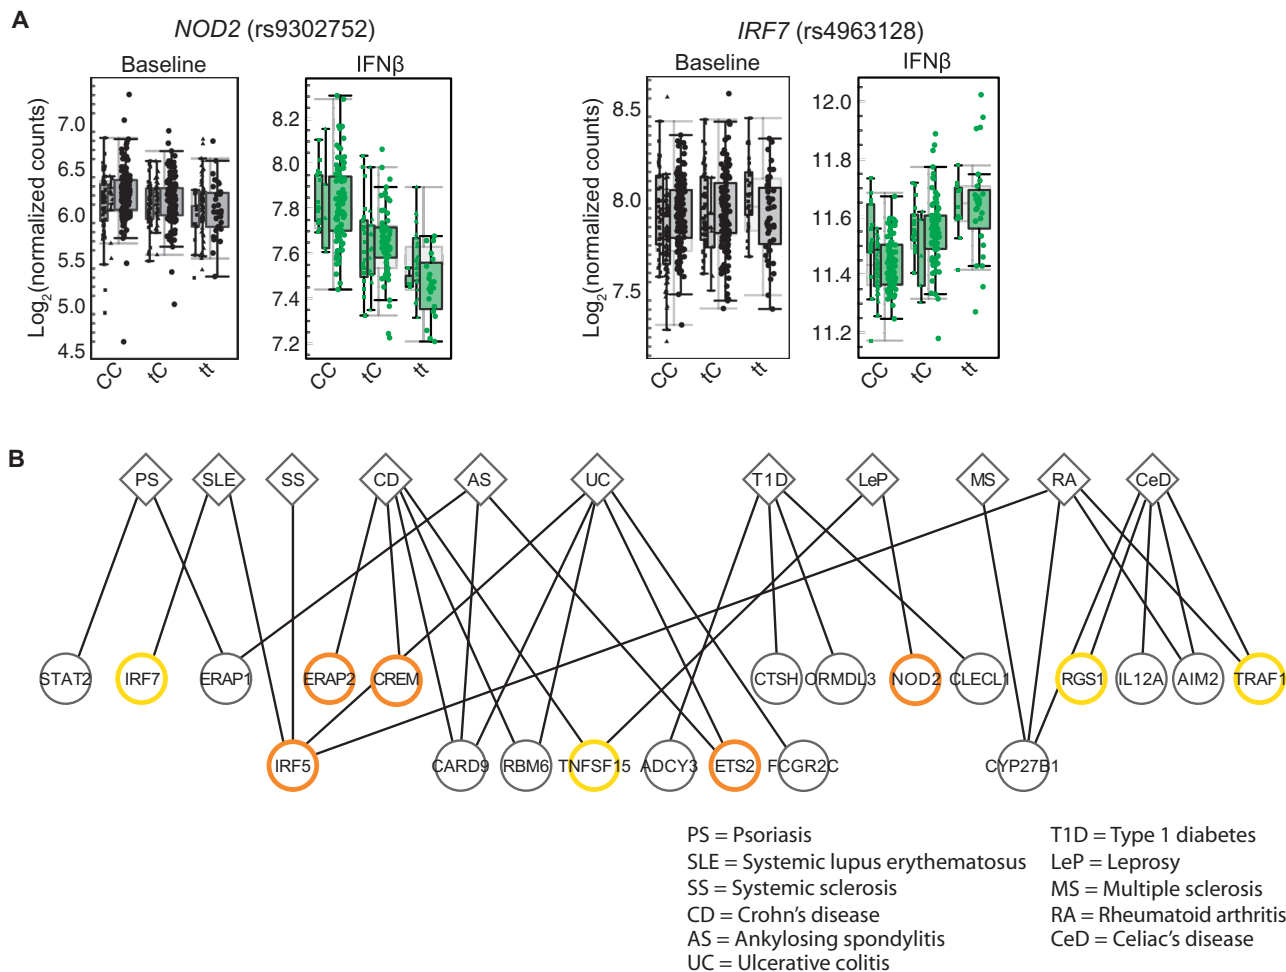 A
NOD2 (rs9302752)
IRF7 (rs4963128)
Baseline
IFNβ
Baseline
IFNβ
Log2(normalized counts)
7.0
6.5
6.0
5.5
5.0
4.5
8.2
8.0
7.8
7.6
7.4
7.2
Log2(normalized counts)
8.5
8.0
7.5
12.0
11.8
11.6
11.4
11.2
CC tC tt
CC tC tt
CC tC tt
CC tC tt
B
PS SLE SS CD AS UC T1D LeP MS RA CeD
STAT2 IRF7 ERAP1 ERAP2 CREM CTSH ORMDL3 NOD2 CLECL1 RGS1 IL12A AIM2 TRAF1
IRF5 CARD9 RBM6 TNFSF15 ADCY3 ETS2 FCGR2C CYP27B1
PS = Psoriasis
SLE = Systemic lupus erythematosus
SS = Systemic sclerosis
CD = Crohn's disease
AS = Ankylosing spondylitis
UC = Ulcerative colitis
T1D = Type 1 diabetes
LeP = Leprosy
MS = Multiple sclerosis
RA = Rheumatoid arthritis
CeD = Celiac's disease